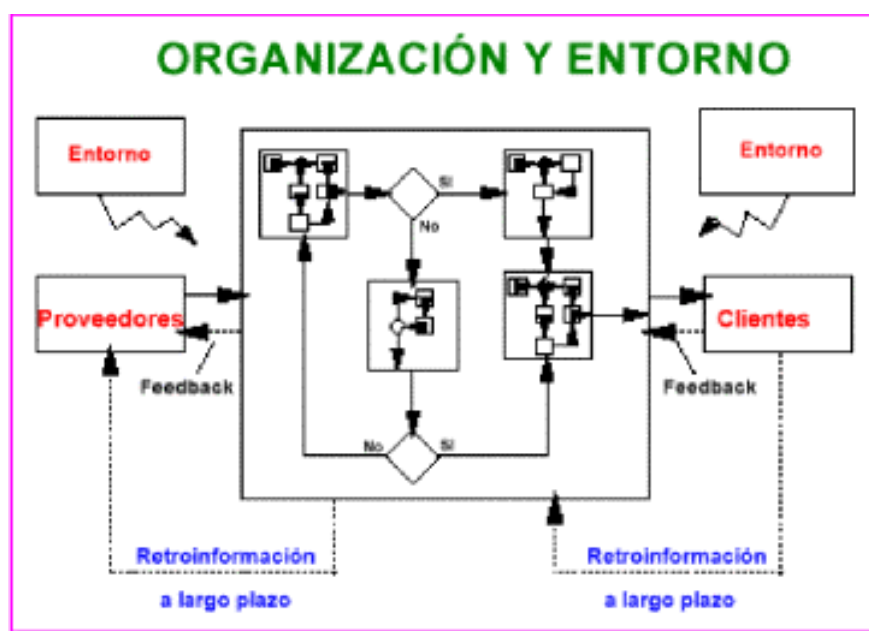 ORGANIZACIÓN Y ENTORNO
Entorno
Entorno
SI
No
Proveedores
Clientes
Feedback
Feedback
No
SI
Retroinformación
a largo plazo
Retroinformación
a largo plazo